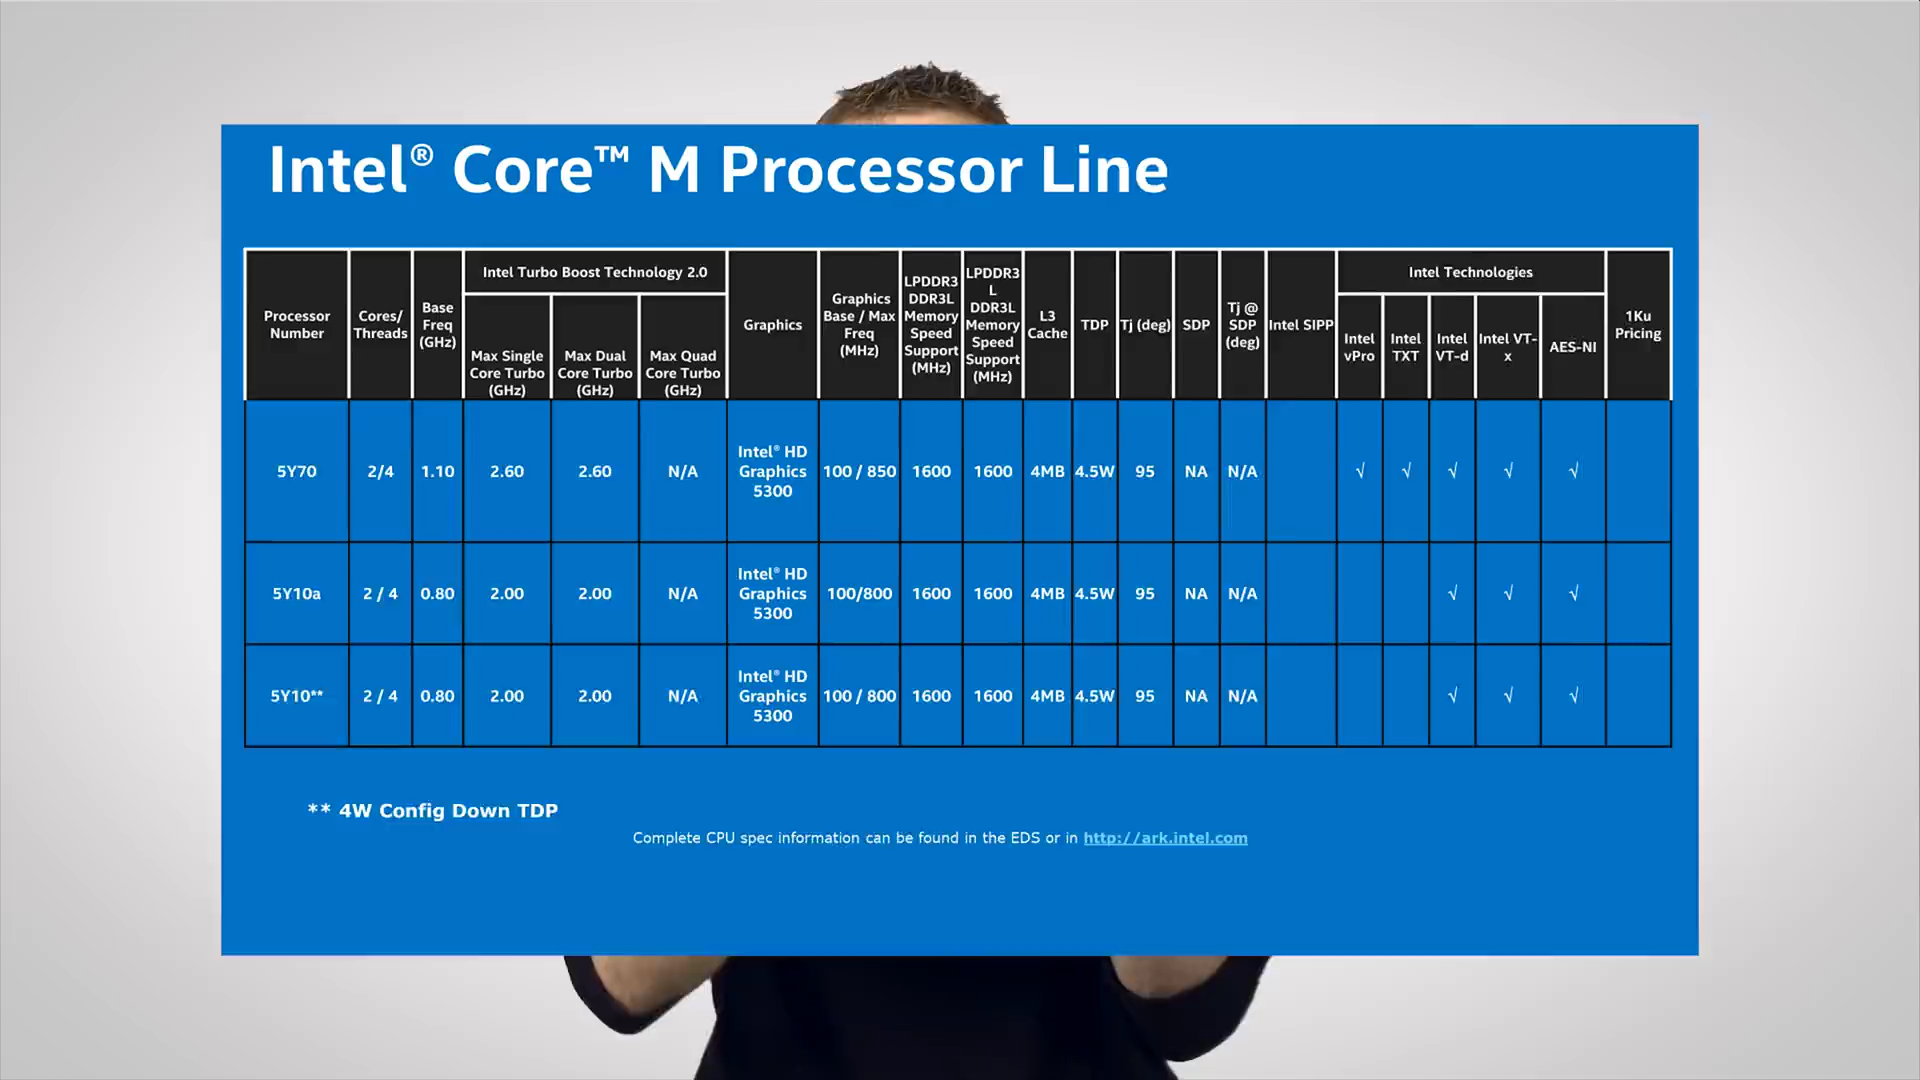 Intel® Core™ M Processor Line
Processor
Number
Cores/
Threads
Base
Freq
(GHz)
Intel Turbo Boost Technology 2.0
Max Single
Core Turbo
(GHz)
Max Dual
Core Turbo
(GHz)
Max Quad
Core Turbo
(GHz)
Graphics
Graphics
Base / Max
Freq
(MHz)
LPDDR3
DDR3L
Memory
Speed
Support
(MHz)
LPDDR3
L
DDR3L
Memory
Speed
Support
(MHz)
L3
Cache
TDP
Tj (deg)
SDP
Tj @
SDP
(deg)
Intel SIPP
Intel Technologies
Intel
vPro
Intel
TXT
Intel
VT-d
Intel VT-
x
AES-NI
1Ku
Pricing
5Y70 2/4 1.10 2.60 2.60 N/A Intel® HD
Graphics
5300
100 / 850 1600 1600 4MB 4.5W 95 NA N/A √ √ √ √ √
5Y10a 2 / 4 0.80 2.00 2.00 N/A Intel® HD
Graphics
5300
100/800 1600 1600 4MB 4.5W 95 NA N/A √ √ √
5Y10** 2 / 4 0.80 2.00 2.00 N/A Intel® HD
Graphics
5300
100 / 800 1600 1600 4MB 4.5W 95 NA N/A √ √ √
** 4W Config Down TDP
Complete CPU spec information can be found in the EDS or in http://ark.intel.com